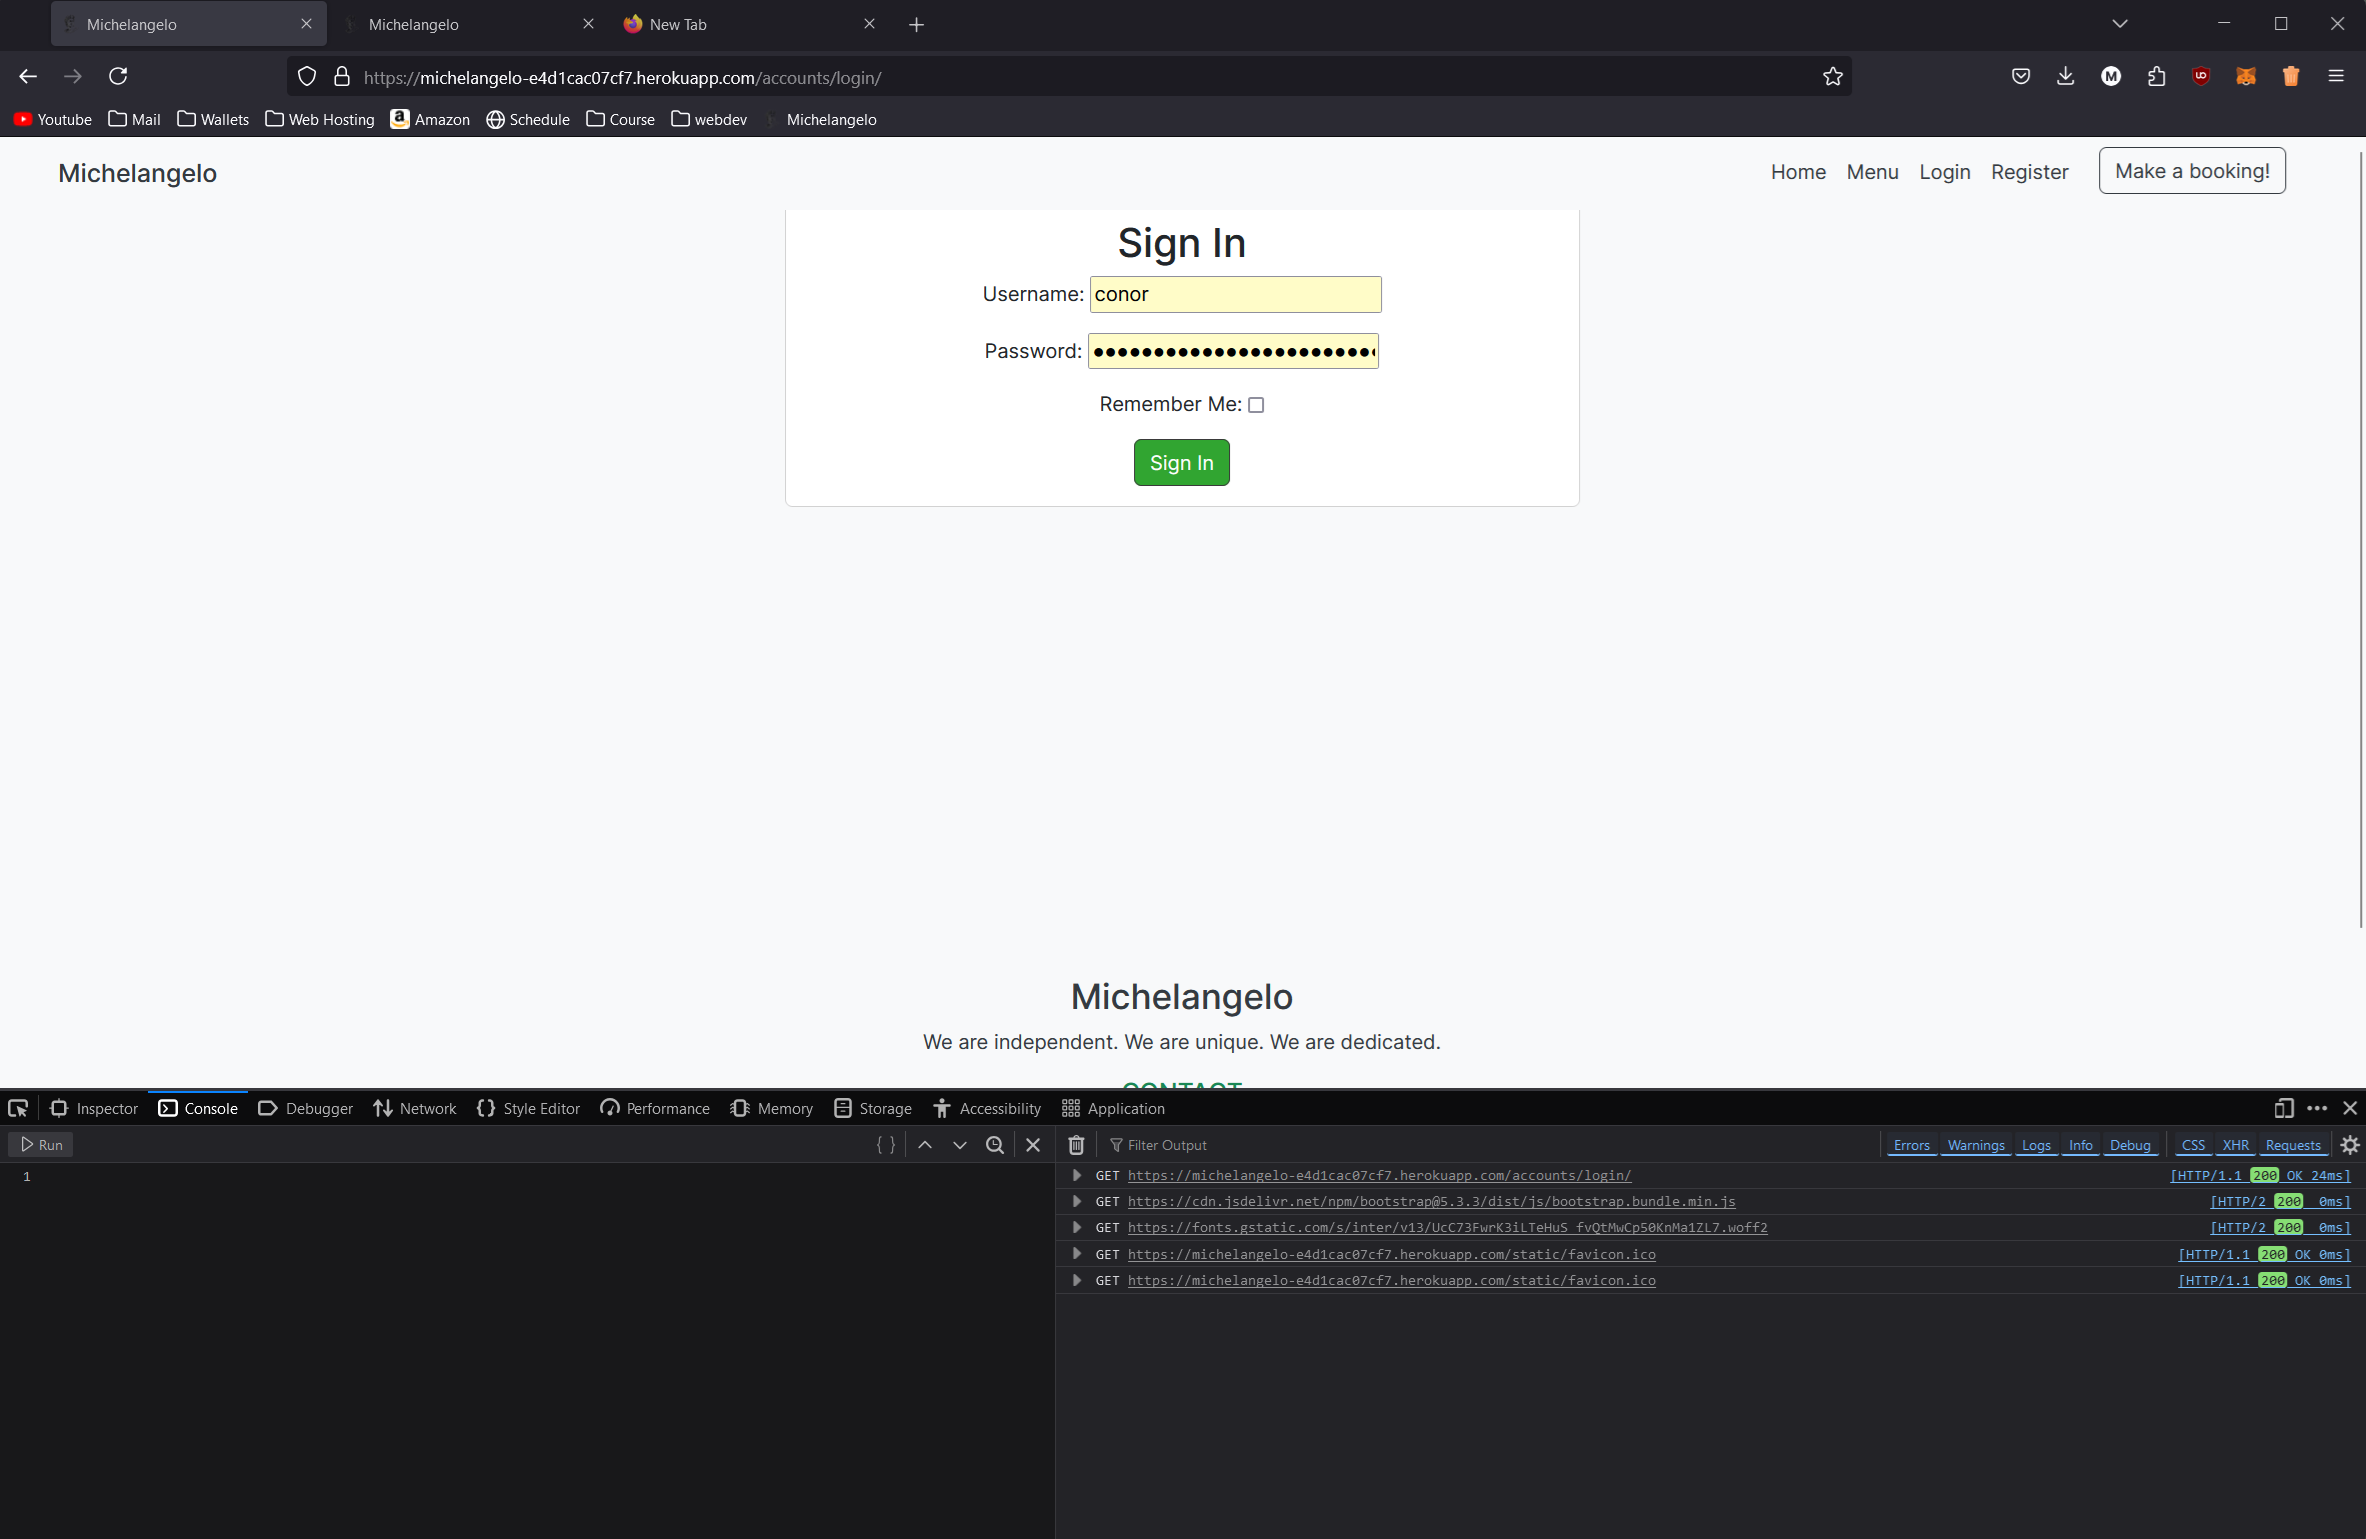 Michelangelo
Michelangelo
New Tab
https://michelangelo-e4d1cac07cf7.herokuapp.com/accounts/login/
Youtube Mail Wallets Web Hosting Amazon Schedule Course webdev Michelangelo
Michelangelo
Home Menu Login Register Make a booking!
Sign In
Username: conor
Password:
Remember Me:
Sign In
Michelangelo
We are independent. We are unique. We are dedicated.
CONTACT
Inspector Console Debugger Network Style Editor Performance Memory Storage Accessibility Application
Run
Filter Output
Errors Warnings Logs Info Debug CSS XHR Requests
1
GET https://michelangelo-e4d1cac07cf7.herokuapp.com/accounts/login/ [HTTP/1.1 200 OK 24ms]
GET https://cdn.jsdelivr.net/npm/bootstrap@5.3.3/dist/js/bootstrap.bundle.min.js [HTTP/2 200 0ms]
GET https://fonts.gstatic.com/s/inter/v13/UcC73FwrK3iLTeHuS_fvQtMwCp50KnMa1ZL7.woff2 [HTTP/2 200 0ms]
GET https://michelangelo-e4d1cac07cf7.herokuapp.com/static/favicon.ico [HTTP/1.1 200 OK 0ms]
GET https://michelangelo-e4d1cac07cf7.herokuapp.com/static/favicon.ico [HTTP/1.1 200 OK 0ms]